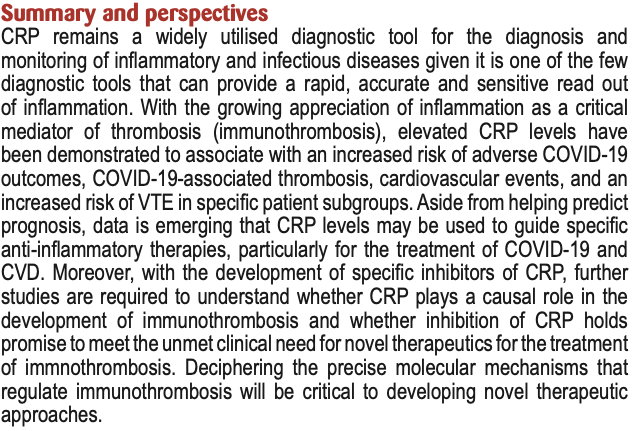 Summary and perspectives
CRP remains a widely utilised diagnostic tool for the diagnosis and
monitoring of inflammatory and infectious diseases given it is one of the few
diagnostic tools that can provide a rapid, accurate and sensitive read out
of inflammation. With the growing appreciation of inflammation as a critical
mediator of thrombosis (immunothrombosis), elevated CRP levels have
been demonstrated to associate with an increased risk of adverse COVID-19
outcomes, COVID-19-associated thrombosis, cardiovascular events, and an
increased risk of VTE in specific patient subgroups. Aside from helping predict
prognosis, data is emerging that CRP levels may be used to guide specific
anti-inflammatory therapies, particularly for the treatment of COVID-19 and
CVD. Moreover, with the development of specific inhibitors of CRP, further
studies are required to understand whether CRP plays a causal role in the
development of immunothrombosis and whether inhibition of CRP holds
promise to meet the unmet clinical need for novel therapeutics for the treatment
of immnothrombosis. Deciphering the precise molecular mechanisms that
regulate immunothrombosis will be critical to developing novel therapeutic
approaches.